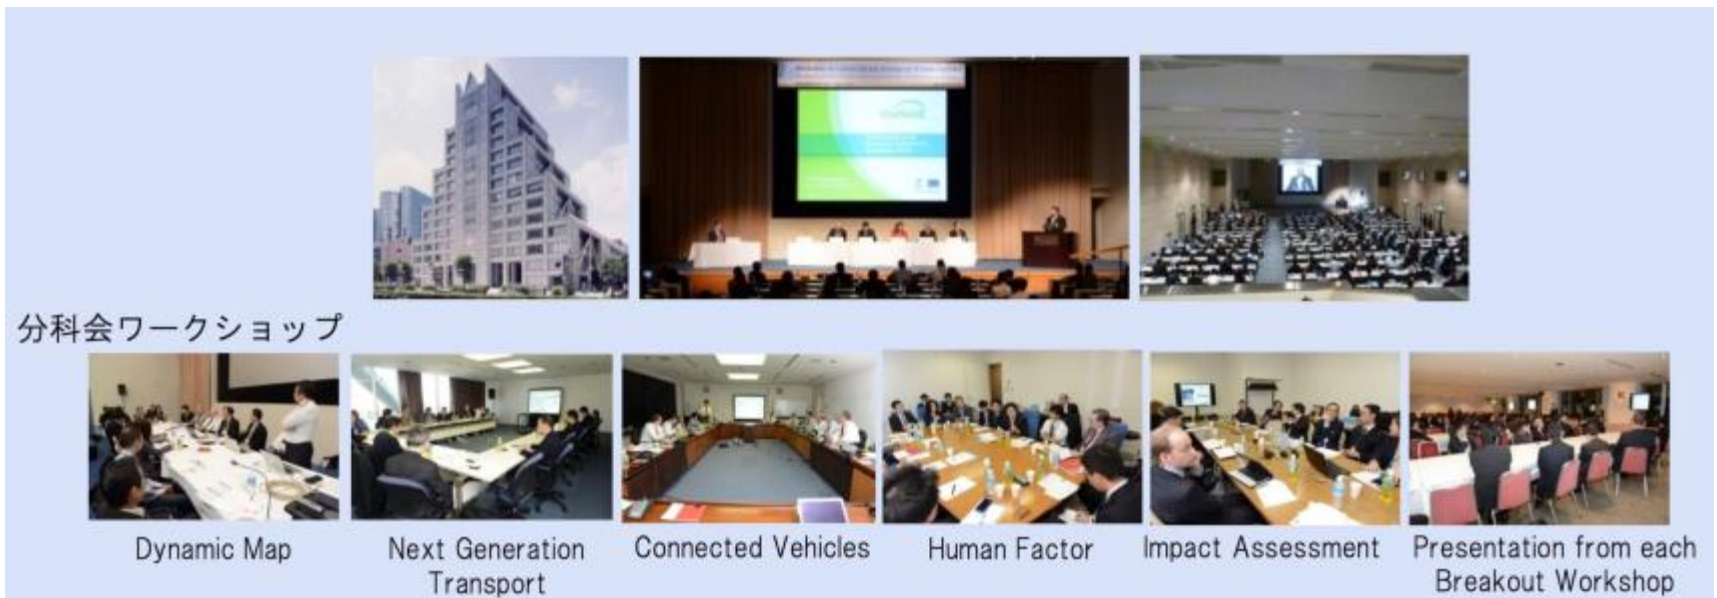 分科会ワークショップ
Dynamic Map
Next Generation
Transport
Connected Vehicles
Human Factor
Impact Assessment
Presentation from each
Breakout Workshop